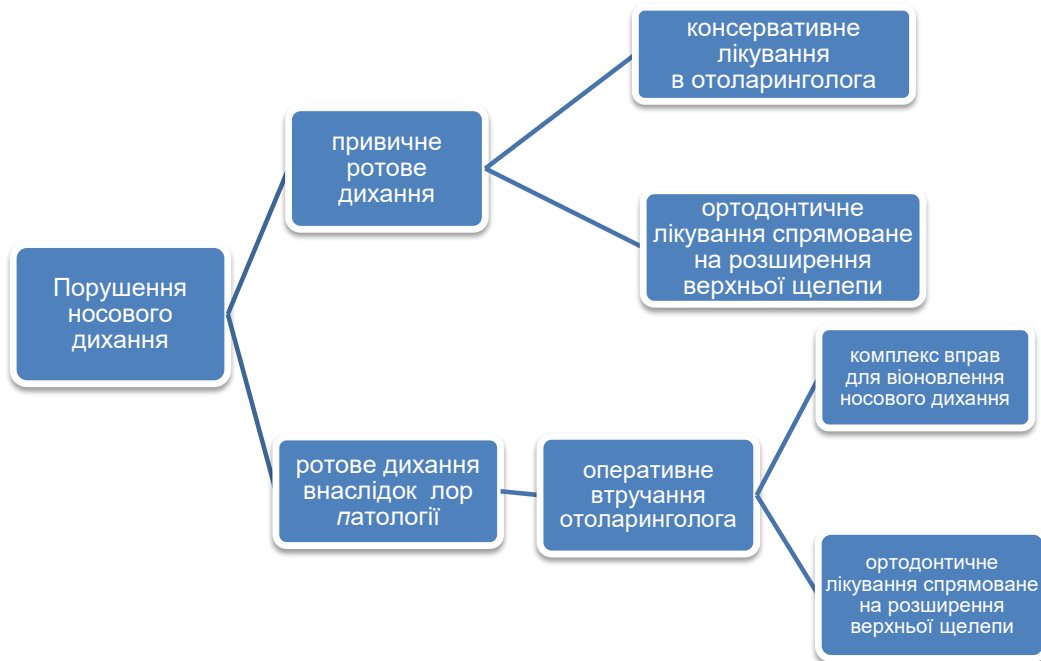 консервативне
лікування
в отоларинголога
привичне
ротове
дихання
ортодонтичне
лікування спрямоване
на розширення
верхньої щелепи
Порушення
носового
дихання
комплекс вправ
для віоновлення
носового дихання
ротове дихання
внаслідок лор
патології
оперативне
втручання
отоларинголога
ортодонтичне
лікування спрямоване
на розширення
верхньої щелепи